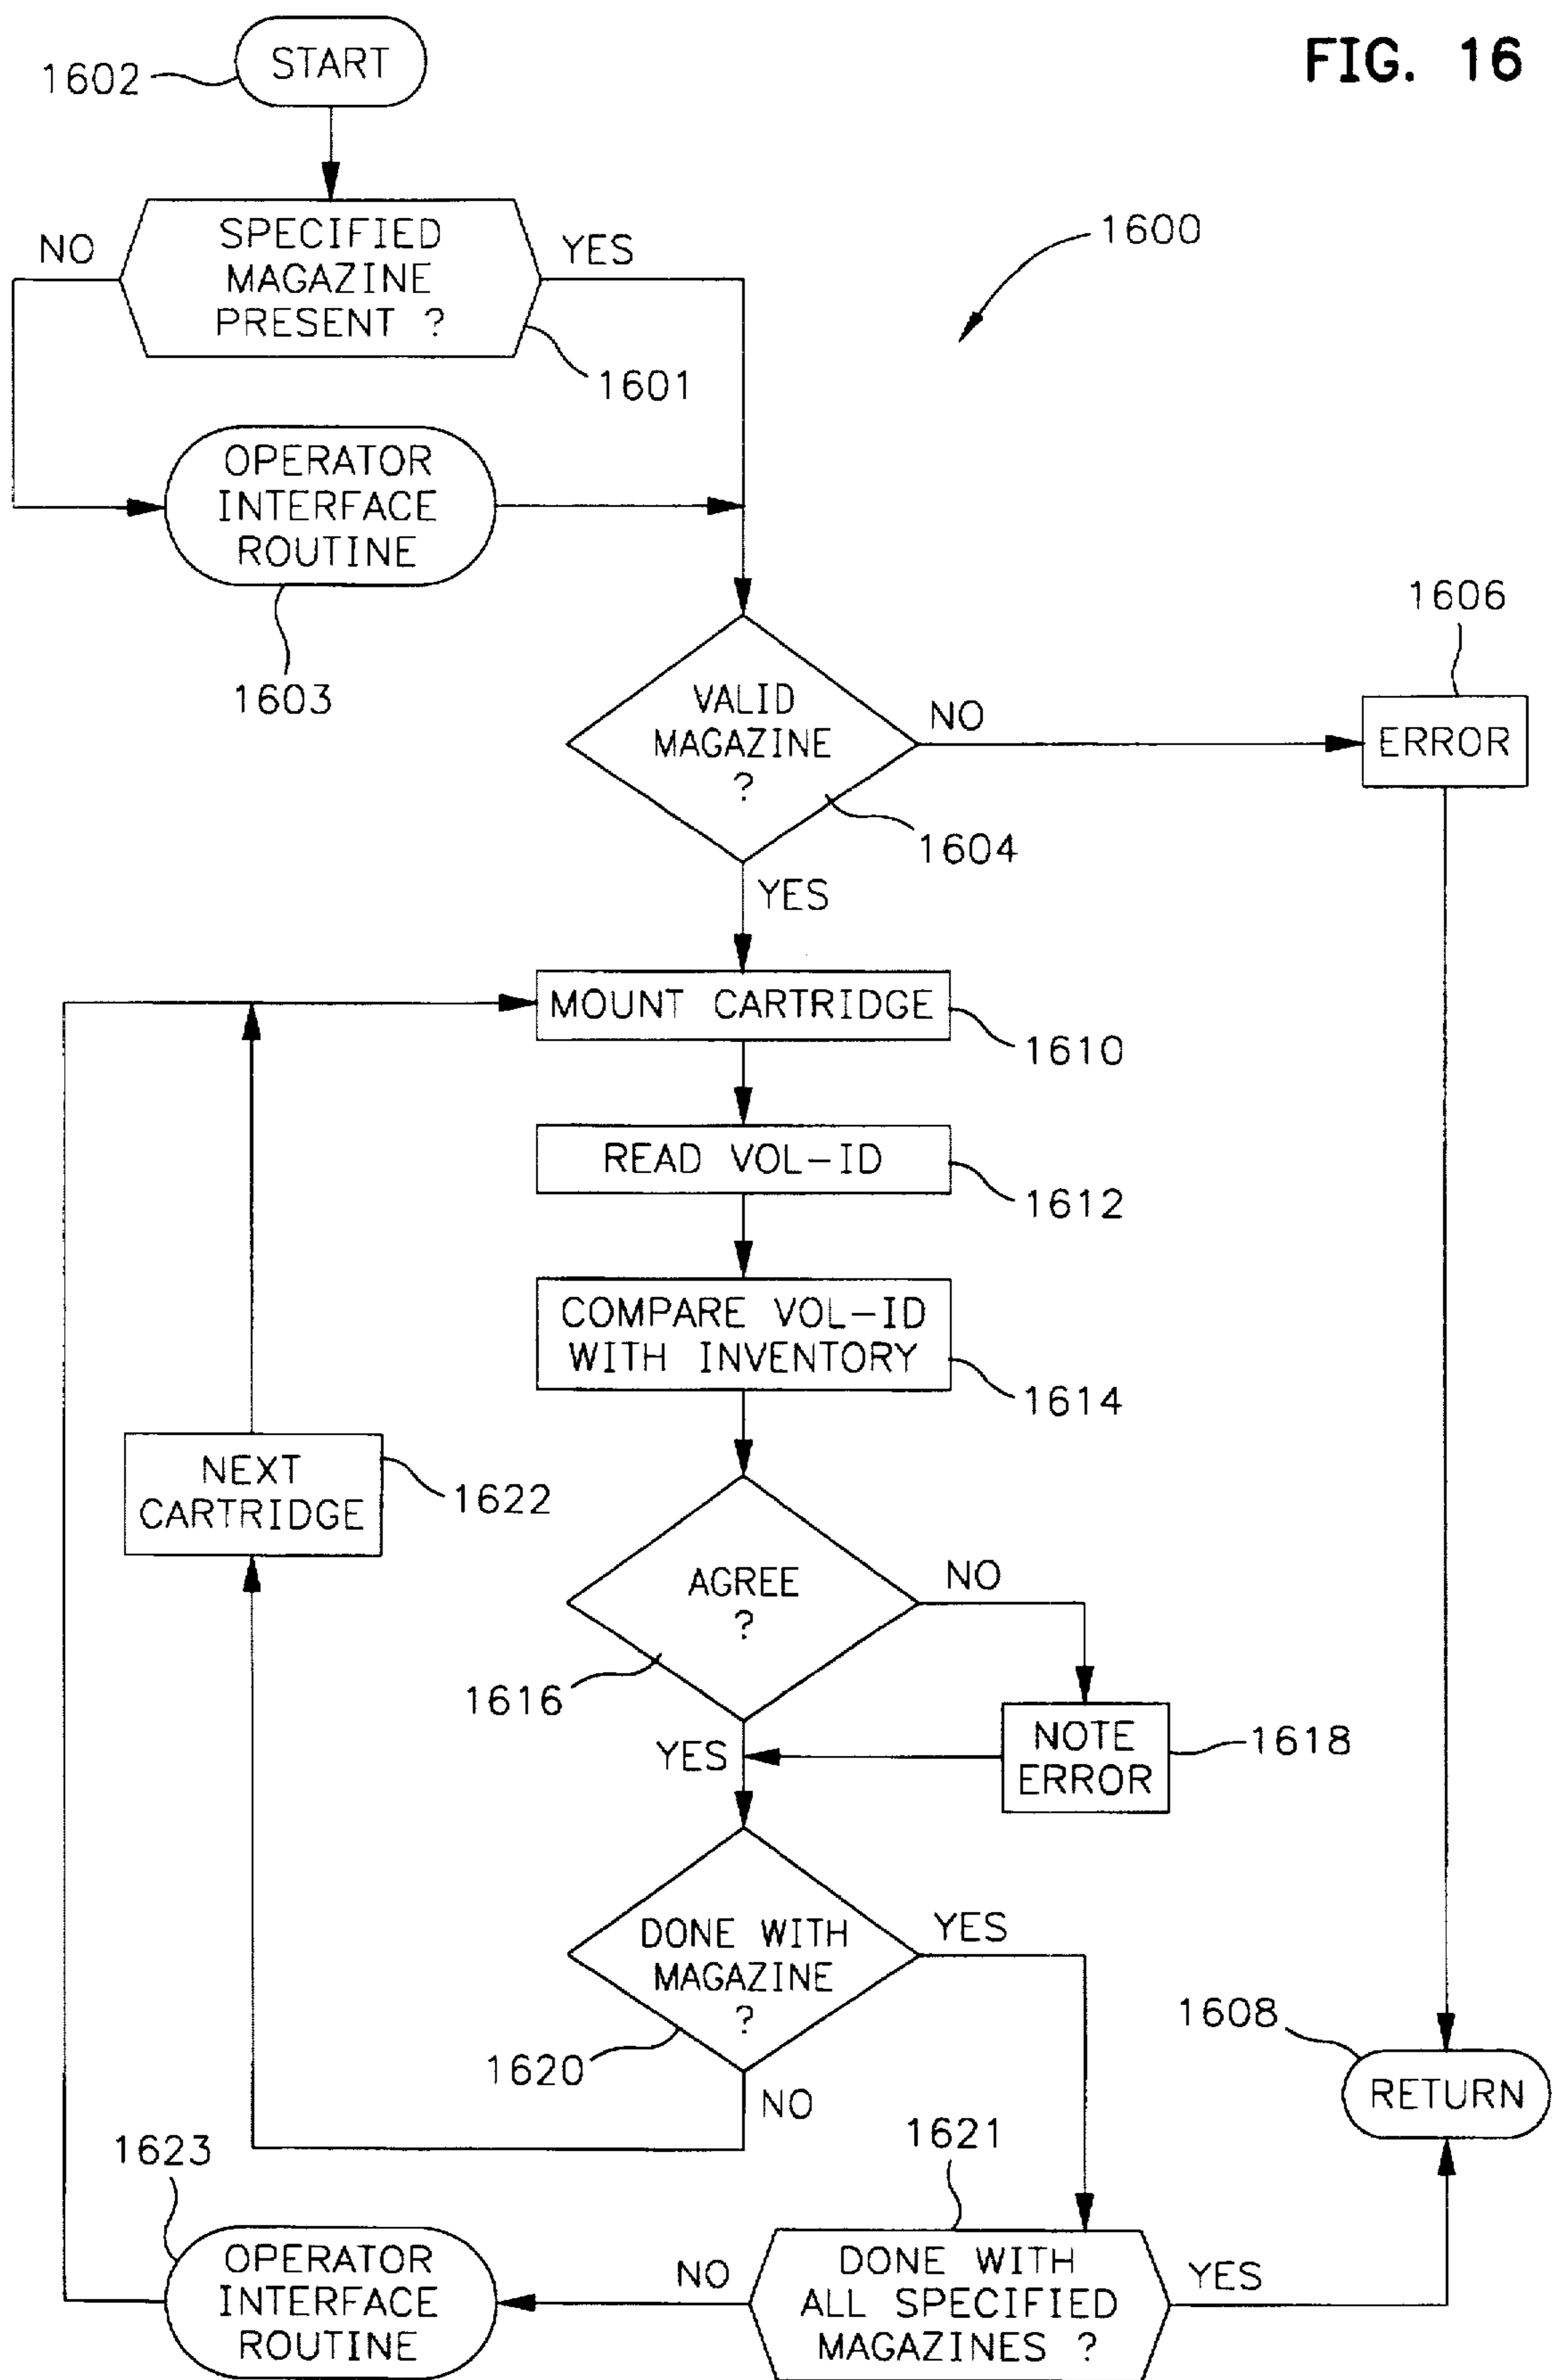 FIG. 16
START
1602
SPECIFIED
MAGAZINE
PRESENT ?
NO
YES
1600
1601
OPERATOR
INTERFACE
ROUTINE
1603
VALID
MAGAZINE
?
NO
1606
ERROR
1604
YES
MOUNT CARTRIDGE
1610
READ VOL-ID
1612
COMPARE VOL-ID
WITH INVENTORY
1614
NEXT
CARTRIDGE
1622
AGREE
?
NO
1616
YES
NOTE
ERROR
1618
DONE WITH
MAGAZINE
?
YES
1620
NO
1608
RETURN
1621
1623
OPERATOR
INTERFACE
ROUTINE
NO
DONE WITH
ALL SPECIFIED
MAGAZINES ?
YES